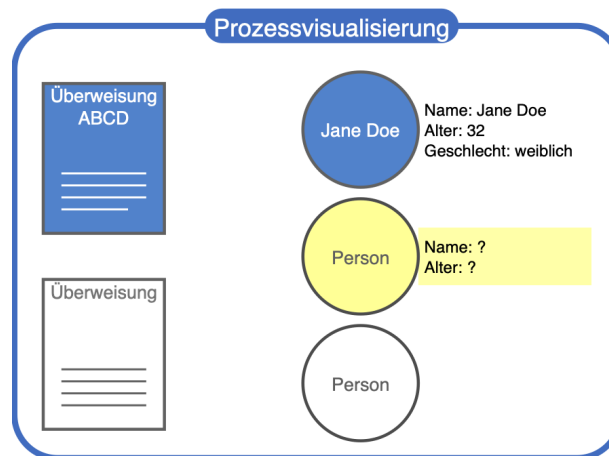 Prozessvisualisierung
Überweisung
ABCD
Jane Doe
Name: Jane Doe
Alter: 32
Geschlecht: weiblich
Person
Name: ?
Alter: ?
Überweisung
Person